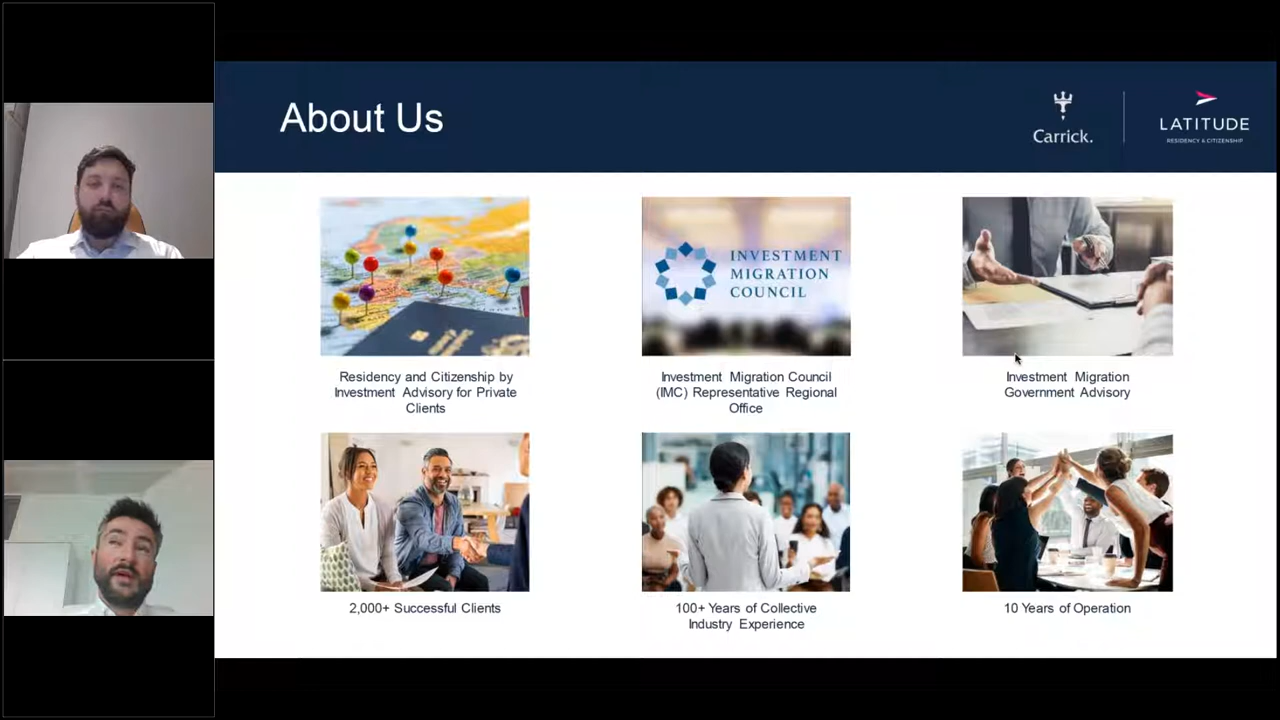 About Us
Carrick.
LATITUDE
RESIDENCY & CITIZENSHIP
INVESTMENT
MIGRATION
COUNCIL
Residency and Citizenship by
Investment Advisory for Private
Clients
Investment Migration Council
(IMC) Representative Regional
Office
Investment Migration
Government Advisory
2,000+ Successful Clients
100+ Years of Collective
Industry Experience
10 Years of Operation